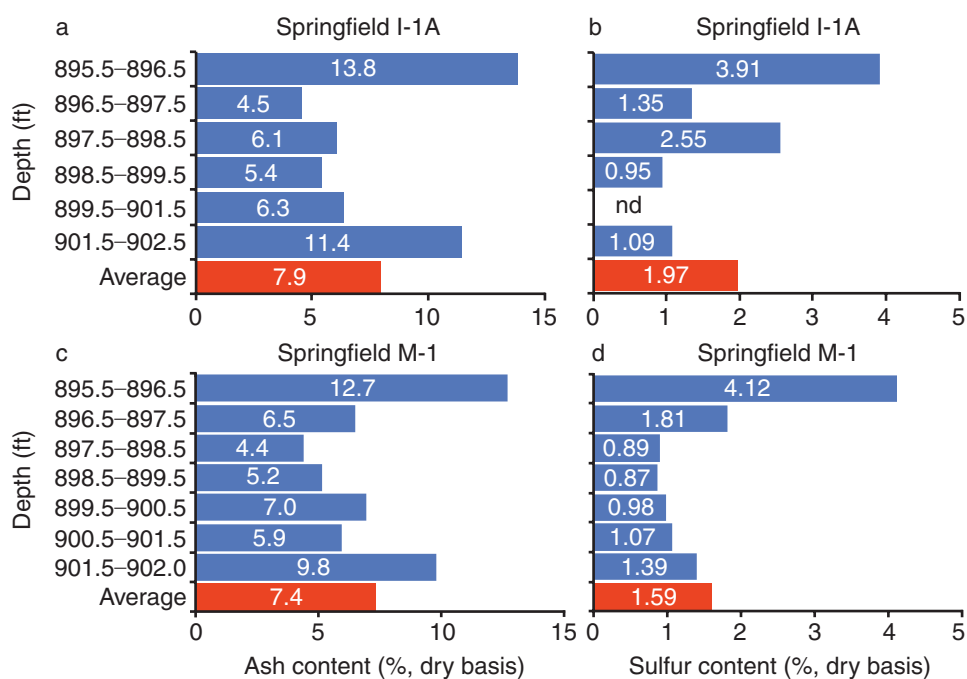 a Springfield I-1A
Depth (ft)
895.5–896.5 13.8
896.5–897.5 4.5
897.5–898.5 6.1
898.5–899.5 5.4
899.5–901.5 6.3
901.5–902.5 11.4
Average 7.9
0 5 10 15
b Springfield I-1A
3.91
1.35
2.55
0.95
nd
1.09
1.97
0 1 2 3 4 5
c Springfield M-1
Depth (ft)
895.5–896.5 12.7
896.5–897.5 6.5
897.5–898.5 4.4
898.5–899.5 5.2
899.5–900.5 7.0
900.5–901.5 5.9
901.5–902.0 9.8
Average 7.4
0 5 10 15
Ash content (%, dry basis)
d Springfield M-1
4.12
1.81
0.89
0.87
0.98
1.07
1.39
1.59
0 1 2 3 4 5
Sulfur content (%, dry basis)